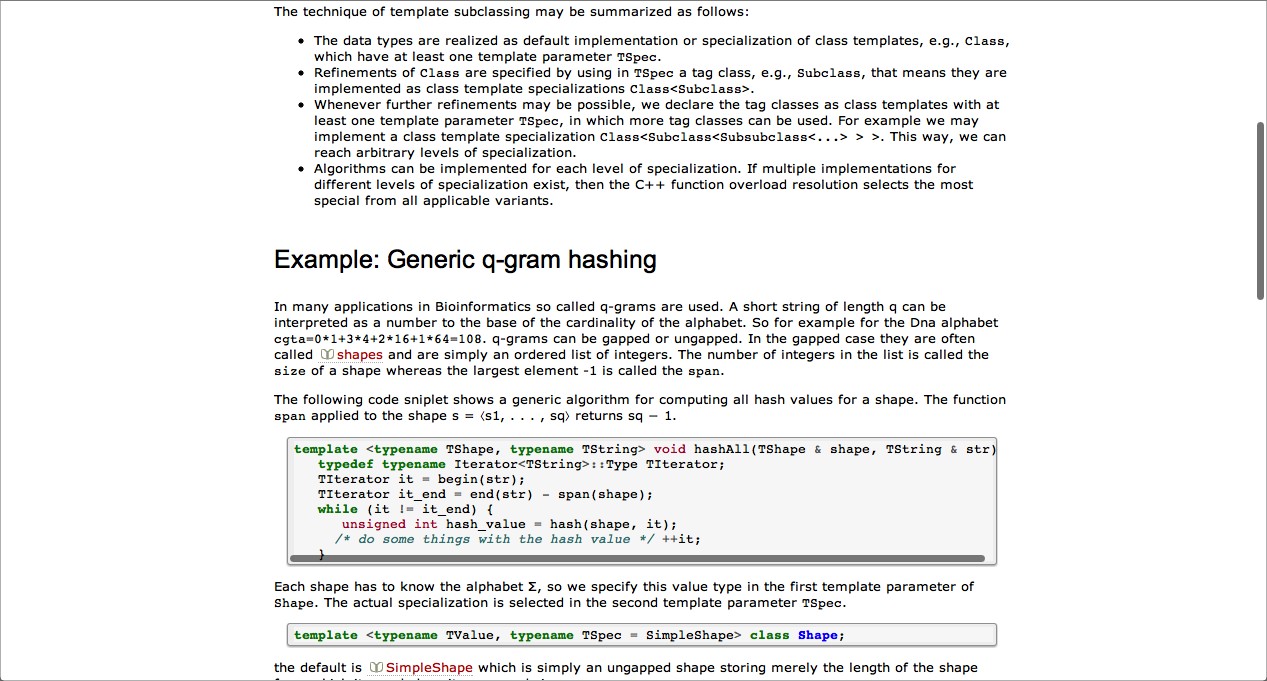 The technique of template subclassing may be summarized as follows:
• The data types are realized as default implementation or specialization of class templates, e.g., Class,
which have at least one template parameter TSpec.
• Refinements of Class are specified by using in TSpec a tag class, e.g., Subclass, that means they are
implemented as class template specializations Class<Subclass>.
• Whenever further refinements may be possible, we declare the tag classes as class templates with at
least one template parameter TSpec, in which more tag classes can be used. For example we may
implement a class template specialization Class<Subclass<Subsubclass<...> > >. This way, we can
reach arbitrary levels of specialization.
• Algorithms can be implemented for each level of specialization. If multiple implementations for
different levels of specialization exist, then the C++ function overload resolution selects the most
special from all applicable variants.
Example: Generic q-gram hashing
In many applications in Bioinformatics so called q-grams are used. A short string of length q can be
interpreted as a number to the base of the cardinality of the alphabet. So for example for the Dna alphabet
cgta=0*1+3*4+2*16+1*64=108. q-grams can be gapped or ungapped. In the gapped case they are often
called shapes and are simply an ordered list of integers. The number of integers in the list is called the
size of a shape whereas the largest element -1 is called the span.
The following code sniplet shows a generic algorithm for computing all hash values for a shape. The function
span applied to the shape s = ⟨s1, . . . , sq⟩ returns sq − 1.
template <typename TShape, typename TString> void hashAll(TShape & shape, TString & str)
typedef typename Iterator<TString>::Type TIterator;
TIterator it = begin(str);
TIterator it_end = end(str) - span(shape);
while (it != it_end) {
unsigned int hash_value = hash(shape, it);
/* do some things with the hash value */ ++it;
}
Each shape has to know the alphabet Σ, so we specify this value type in the first template parameter of
Shape. The actual specialization is selected in the second template parameter TSpec.
template <typename TValue, typename TSpec = SimpleShape> class Shape;
the default is SimpleShape which is simply an ungapped shape storing merely the length of the shape